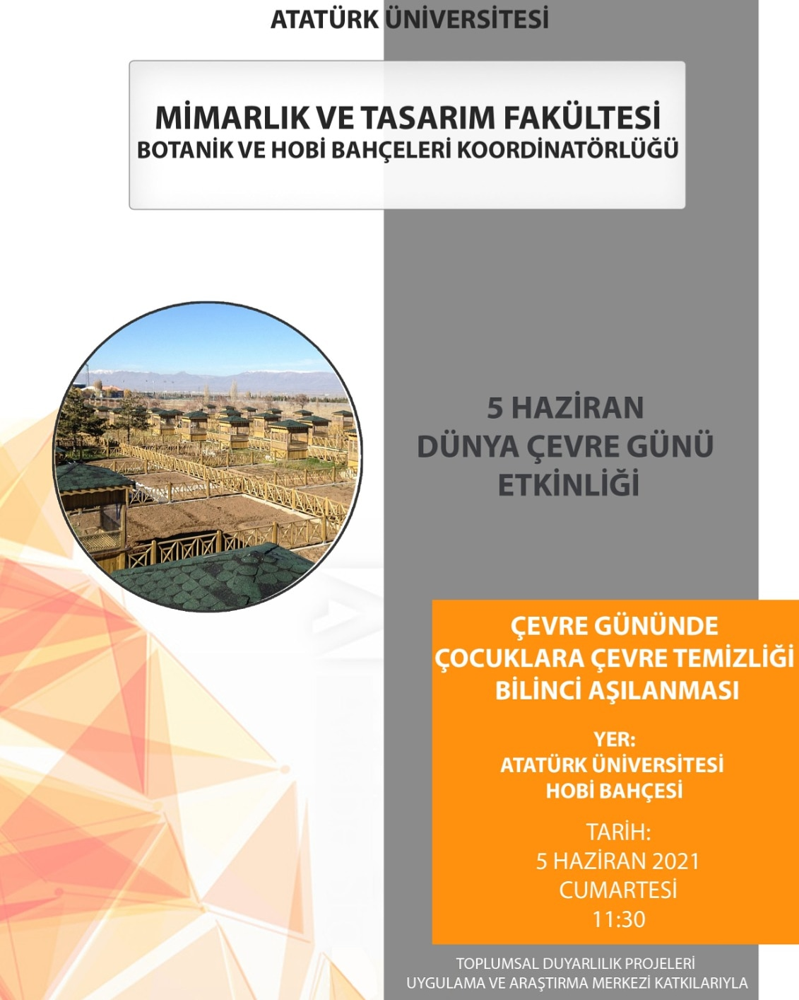 ATATÜRK ÜNİVERSİTESİ
MİMARLIK VE TASARIM FAKÜLTESİ
BOTANİK VE HOBİ BAHÇELERİ KOORDİNATÖRLÜĞÜ
5 HAZİRAN
DÜNYA ÇEVRE GÜNÜ
ETKİNLİĞİ
ÇEVRE GÜNÜNDE
ÇOCUKLARA ÇEVRE TEMİZLİĞİ
BİLİNCİ AŞILANMASI
YER:
ATATÜRK ÜNİVERSİTESİ
HOBİ BAHÇESİ
TARİH:
5 HAZİRAN 2021
CUMARTESİ
11:30
TOPLUMSAL DUYARLILIK PROJELERİ
UYGULAMA VE ARAŞTIRMA MERKEZİ KATKILARIYLA